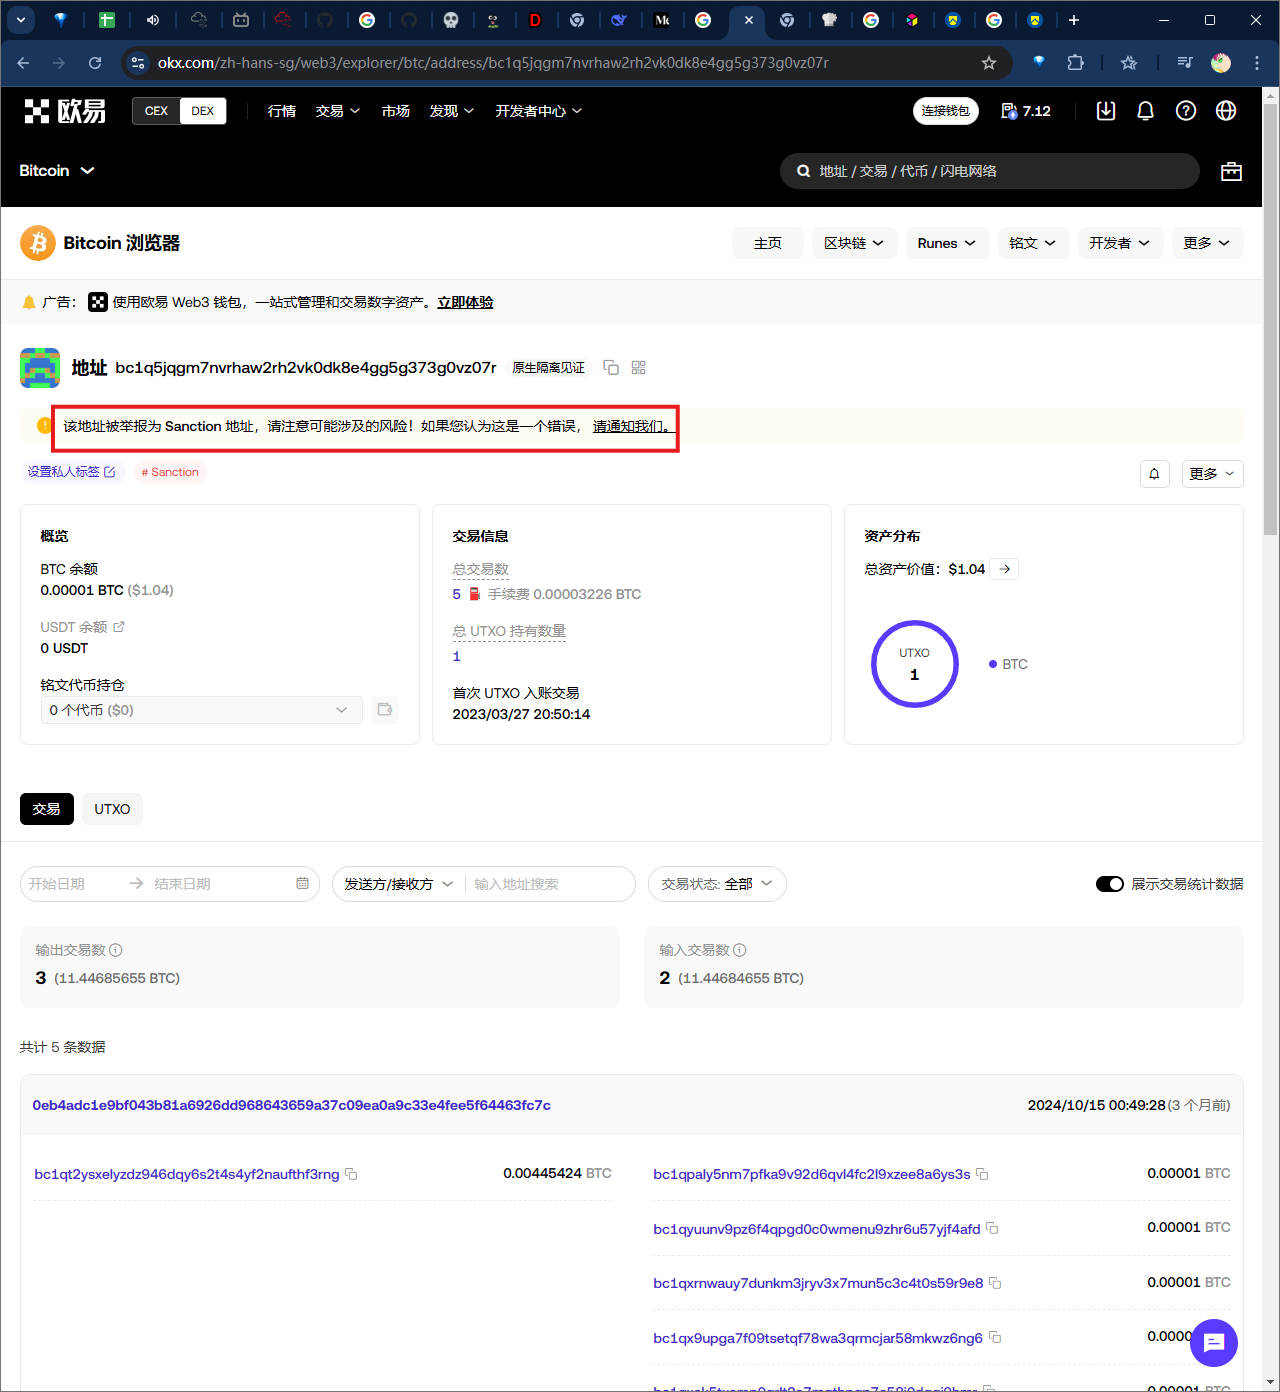 okx.com/zh-hans-sg/web3/explorer/btc/address/bc1q5jqgm7nvrhaw2rh2vk0dk8e4gg5g373g0vz07r
欧易 CEX DEX 行情 交易 市场 发现 开发者中心 连接钱包 7.12
Bitcoin 地址 / 交易 / 代币 / 闪电网络
Bitcoin 浏览器 主页 区块链 Runes 铭文 开发者 更多
广告： 使用欧易 Web3 钱包，一站式管理和交易数字资产。立即体验
地址 bc1q5jqgm7nvrhaw2rh2vk0dk8e4gg5g373g0vz07r 原生隔离见证
该地址被举报为 Sanction 地址，请注意可能涉及的风险！如果您认为这是一个错误， 请通知我们。
设置私人标签 # Sanction 更多
概览
BTC 余额
0.00001 BTC ($1.04)
USDT 余额
0 USDT
铭文代币持仓
0 个代币 ($0)
交易信息
总交易数
5 手续费 0.00003226 BTC
总 UTXO 持有数量
1
首次 UTXO 入账交易
2023/03/27 20:50:14
资产分布
总资产价值：$1.04
UTXO
1
BTC
交易 UTXO
开始日期 结束日期 发送方/接收方 输入地址搜索 交易状态: 全部 展示交易统计数据
输出交易数
3 (11.44685655 BTC)
输入交易数
2 (11.44684655 BTC)
共计 5 条数据
0eb4adc1e9bf043b81a6926dd968643659a37c09ea0a9c33e4fee5f64463fc7c 2024/10/15 00:49:28 (3 个月前)
bc1qt2ysxelyzdz946dqy6s2t4s4yf2naufthf3rng 0.00445424 BTC
bc1qpaly5nm7pfka9v92d6qvl4fc2l9xzee8a6ys3s 0.00001 BTC
bc1qyuunv9pz6f4qpgd0c0wmenu9zhr6u57yjf4afd 0.00001 BTC
bc1qxrnwauy7dunkm3jryv3x7mun5c3c4t0s59r9e8 0.00001 BTC
bc1qx9upga7f09tsetqf78wa3qrmcjar58mkwz6ng6 0.0000